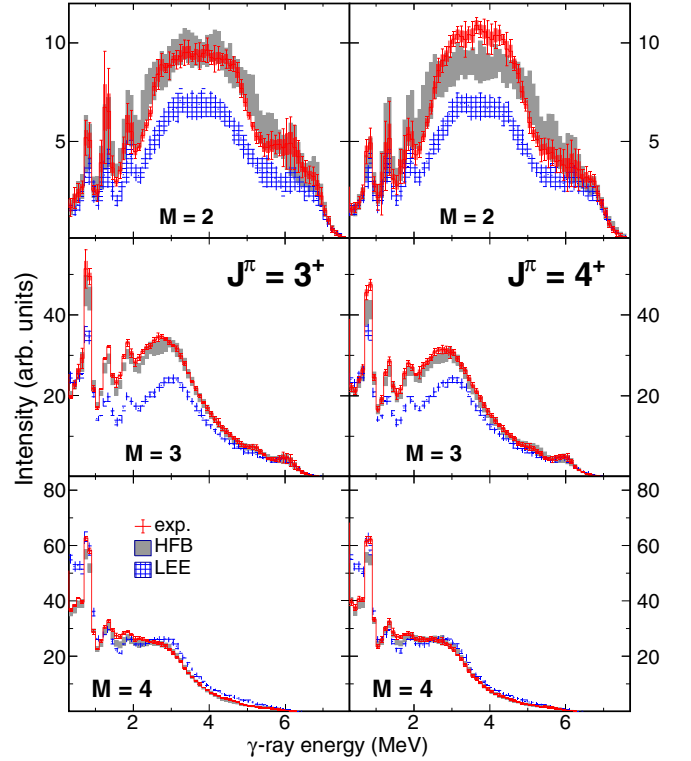 10
5
M = 2
M = 2
10
5
40
20
Jπ = 3+
Jπ = 4+
M = 3
M = 3
40
20
Intensity (arb. units)
80
60
40
20
exp.
HFB
LEE
M = 4
M = 4
80
60
40
20
2 4 6 2 4 6
γ-ray energy (MeV)